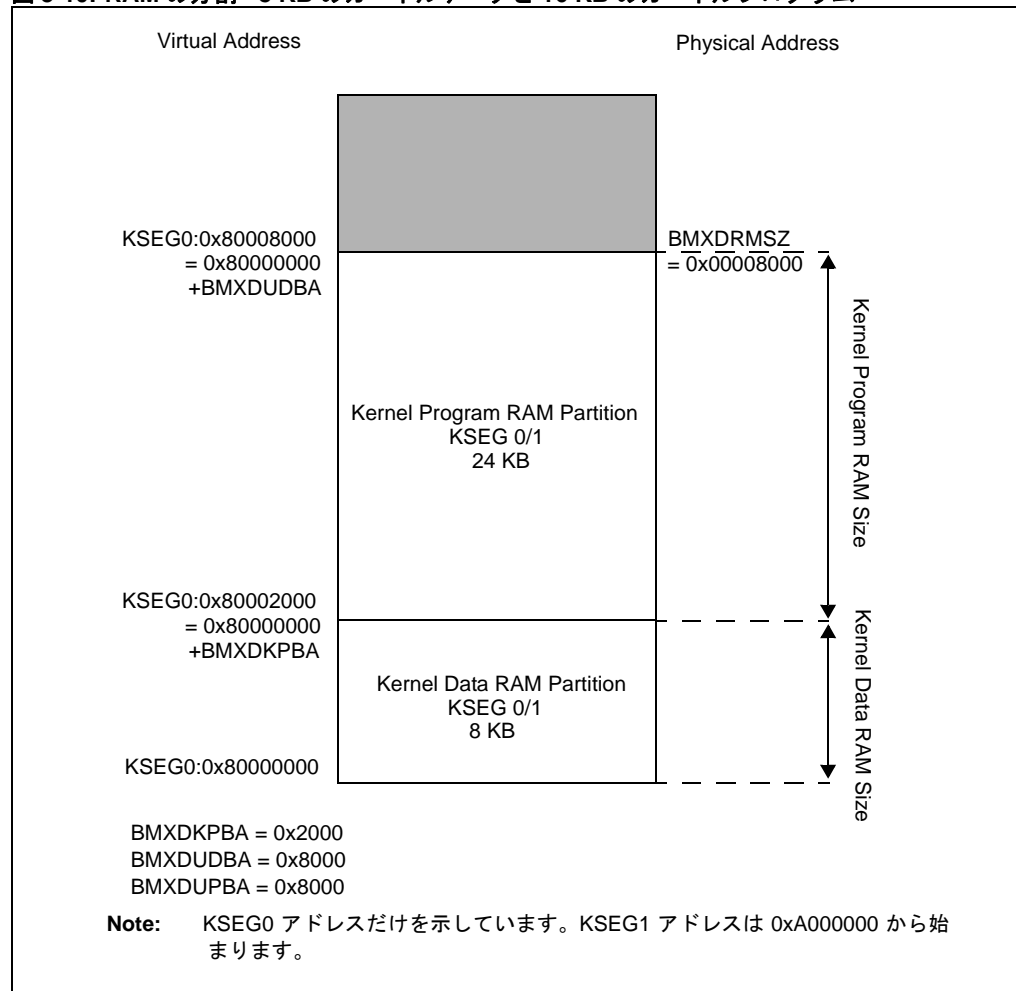 Virtual Address
Physical Address
KSEG0:0x80008000
= 0x80000000
+BMXDUDBA
BMXDRMSZ
= 0x00008000
Kernel Program RAM Size
Kernel Program RAM Partition
KSEG 0/1
24 KB
KSEG0:0x80002000
= 0x80000000
+BMXDKPBA
Kernel Data RAM Size
Kernel Data RAM Partition
KSEG 0/1
8 KB
KSEG0:0x80000000
BMXDKPBA = 0x2000
BMXDUDBA = 0x8000
BMXDUPBA = 0x8000
Note: KSEG0 アドレスだけを示しています。KSEG1 アドレスは 0xA000000 から始
まります。